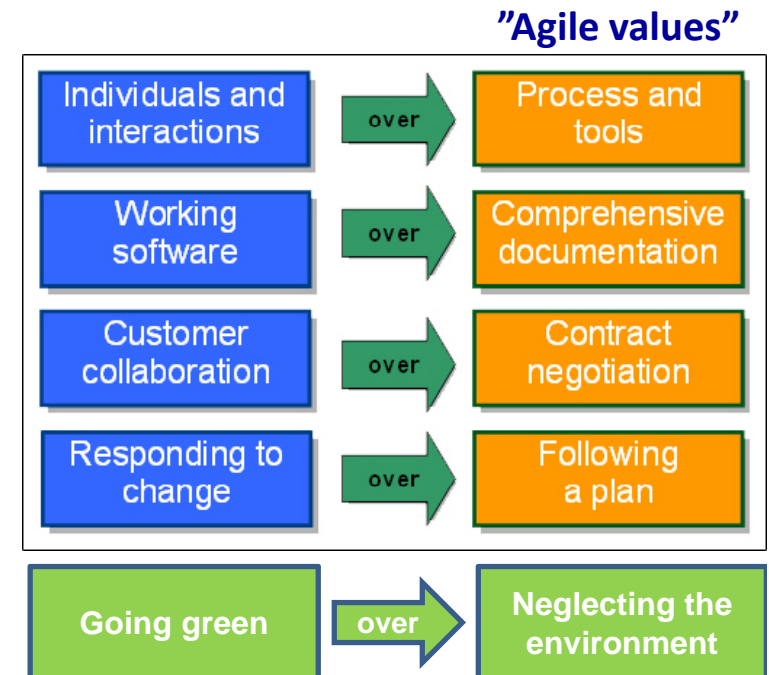 ”Agile values”
Individuals and
interactions
over
Process and
tools
Working
software
over
Comprehensive
documentation
Customer
collaboration
over
Contract
negotiation
Responding to
change
over
Following
a plan
Going green
over
Neglecting the
environment